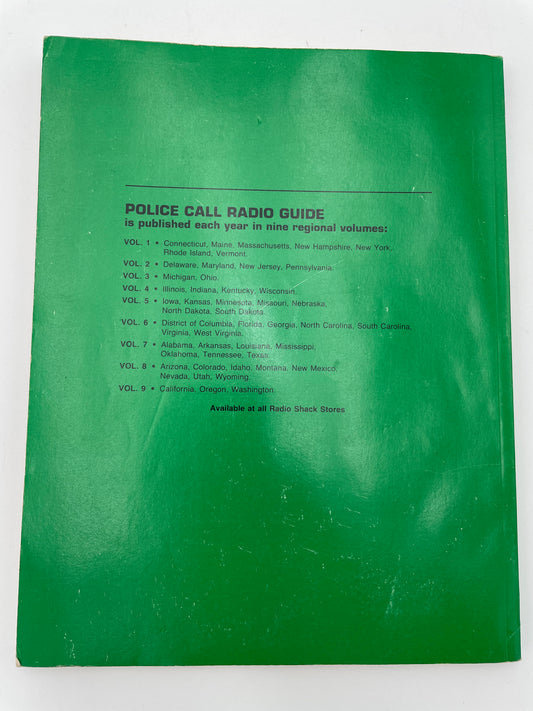 POLICE CALL RADIO GUIDE
is published each year in nine regional volumes:
VOL. 1 • Connecticut, Maine, Massachusetts, New Hampshire, New York,
Rhode Island, Vermont.
VOL. 2 • Delaware, Maryland, New Jersey, Pennsylvania.
VOL. 3 • Michigan, Ohio.
VOL. 4 • Illinois, Indiana, Kentucky, Wisconsin.
VOL. 5 • Iowa, Kansas, Minnesota, Missouri, Nebraska,
North Dakota, South Dakota.
VOL. 6 • District of Columbia, Florida, Georgia, North Carolina, South Carolina,
Virginia, West Virginia.
VOL. 7 • Alabama, Arkansas, Louisiana, Mississippi,
Oklahoma, Tennessee, Texas.
VOL. 8 • Arizona, Colorado, Idaho, Montana, New Mexico,
Nevada, Utah, Wyoming.
VOL. 9 • California, Oregon, Washington.
Available at all Radio Shack Stores